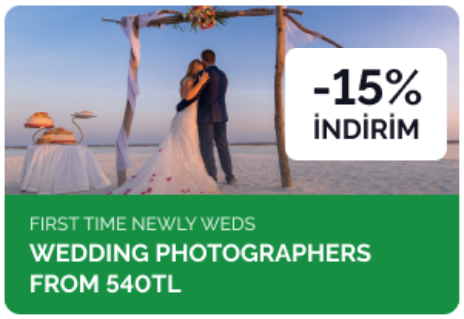 -15%
İNDİRİM
FIRST TIME NEWLY WEDS
WEDDING PHOTOGRAPHERS
FROM 540TL